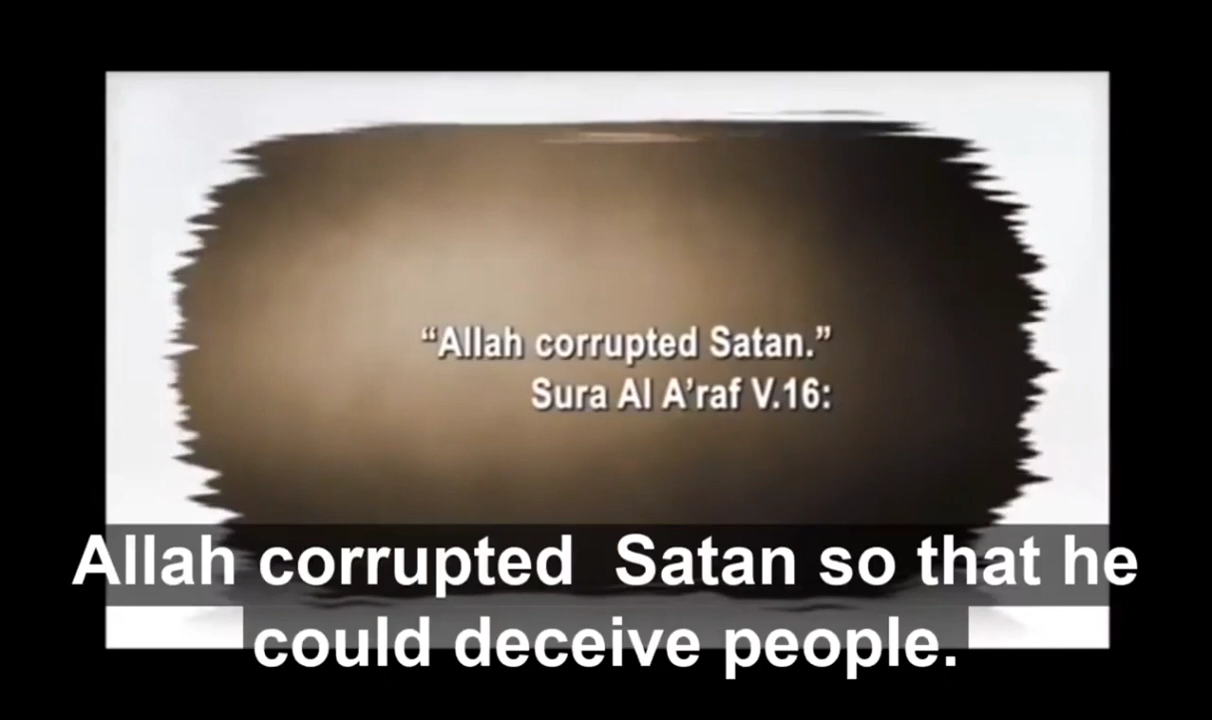 “Allah corrupted Satan.”
Sura Al A’raf V.16:
Allah corrupted  Satan so that he
could deceive people.